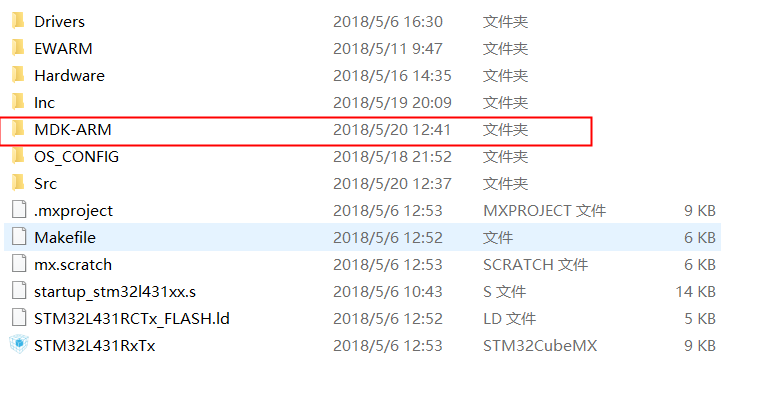 Drivers 2018/5/6 16:30 文件夹
EWARM 2018/5/11 9:47 文件夹
Hardware 2018/5/16 14:35 文件夹
Inc 2018/5/19 20:09 文件夹
MDK-ARM 2018/5/20 12:41 文件夹
OS_CONFIG 2018/5/18 21:52 文件夹
Src 2018/5/20 12:37 文件夹
.mxproject 2018/5/6 12:53 MXPROJECT 文件 9 KB
Makefile 2018/5/6 12:52 文件 6 KB
mx.scratch 2018/5/6 12:53 SCRATCH 文件 6 KB
startup_stm32l431xx.s 2018/5/6 10:43 S 文件 14 KB
STM32L431RCTx_FLASH.ld 2018/5/6 12:52 LD 文件 5 KB
STM32L431RxTx 2018/5/6 12:53 STM32CubeMX 9 KB